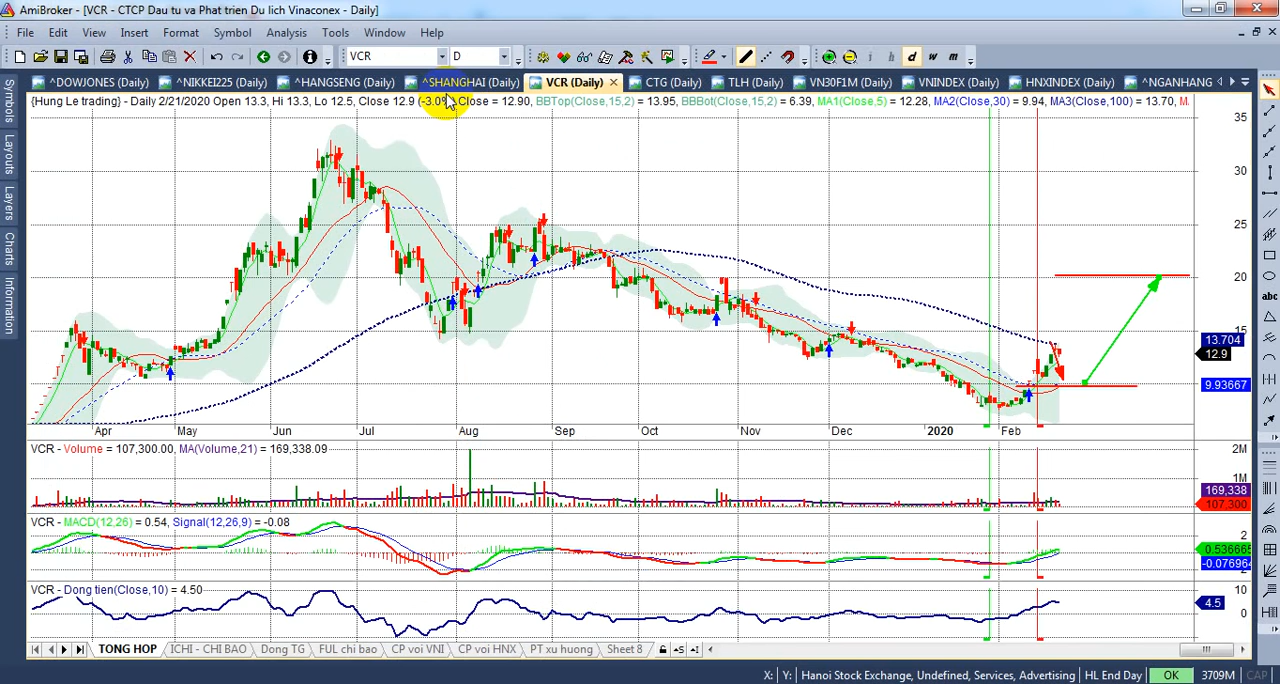 AmiBroker - [VCR - CTCP Dau tu va Phat trien Du lich Vinaconex - Daily]
File Edit View Insert Format Symbol Analysis Tools Window Help
VCR D i h d w m
^DOWJONES (Daily) ^NIKKEI225 (Daily) ^HANGSENG (Daily) ^SHANGHAI (Daily) VCR (Daily) CTG (Daily) TLH (Daily) VN30F1M (Daily) VNINDEX (Daily) HNXINDEX (Daily) ^NGANHANG
{Hung Le trading} - Daily 2/21/2020 Open 13.3, Hi 13.3, Lo 12.5, Close 12.9 (-3.0%) Close = 12.90, BBTop(Close,15,2) = 13.95, BBBot(Close,15,2) = 6.39, MA1(Close,5) = 12.28, MA2(Close,30) = 9.94, MA3(Close,100) = 13.70,
Symbols
Layouts
Layers
Charts
Information
abc
35
30
25
20
15
13.704
12.9
9.93667
Apr May Jun Jul Aug Sep Oct Nov Dec 2020 Feb
VCR - Volume = 107,300.00, MA(Volume,21) = 169,338.09
2M
1M
169,338
107,300
VCR - MACD(12,26) = 0.54, Signal(12,26,9) = -0.08
2
0.536665
-0.076964
VCR - Dong tien(Close,10) = 4.50
10
4.5
0
TONG HOP ICHI - CHI BAO Dong TG FUL chi bao CP voi VNI CP voi HNX PT xu huong Sheet 8
X: Y: Hanoi Stock Exchange, Undefined, Services, Advertising HL End Day OK 3709M CAP